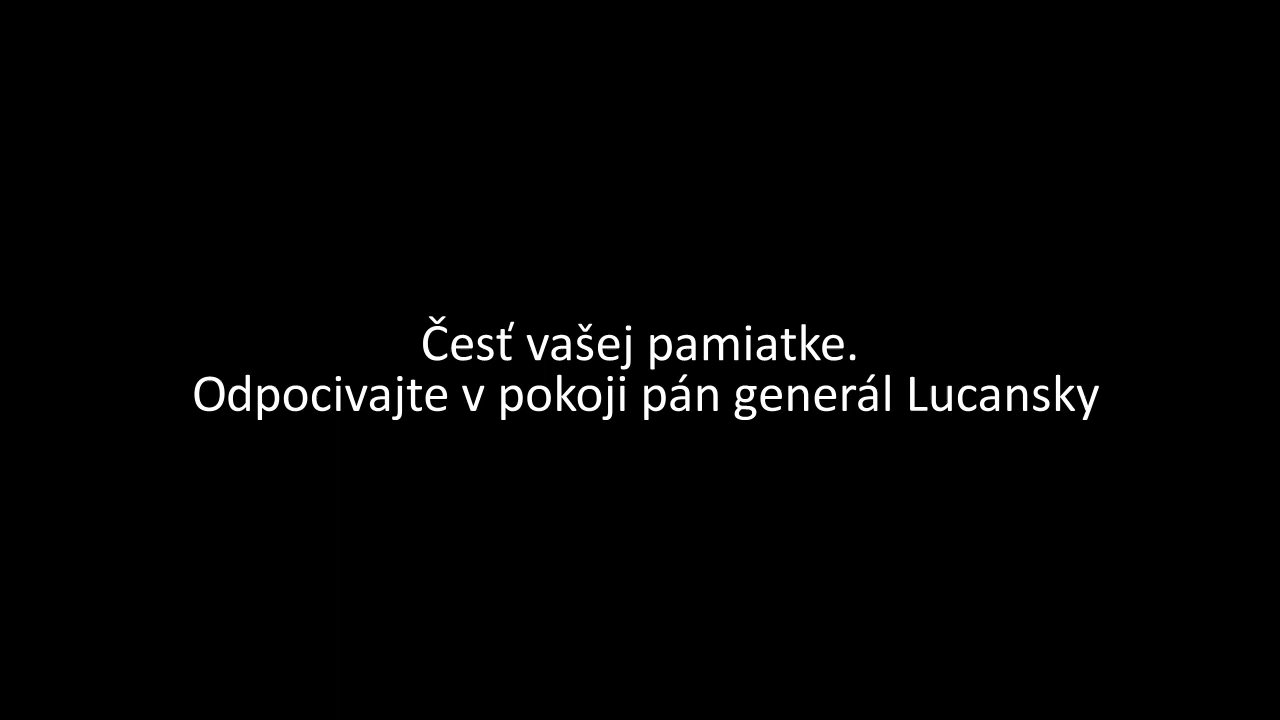 Česť vašej pamiatke.
Odpocivajte v pokoji pán generál Lucansky